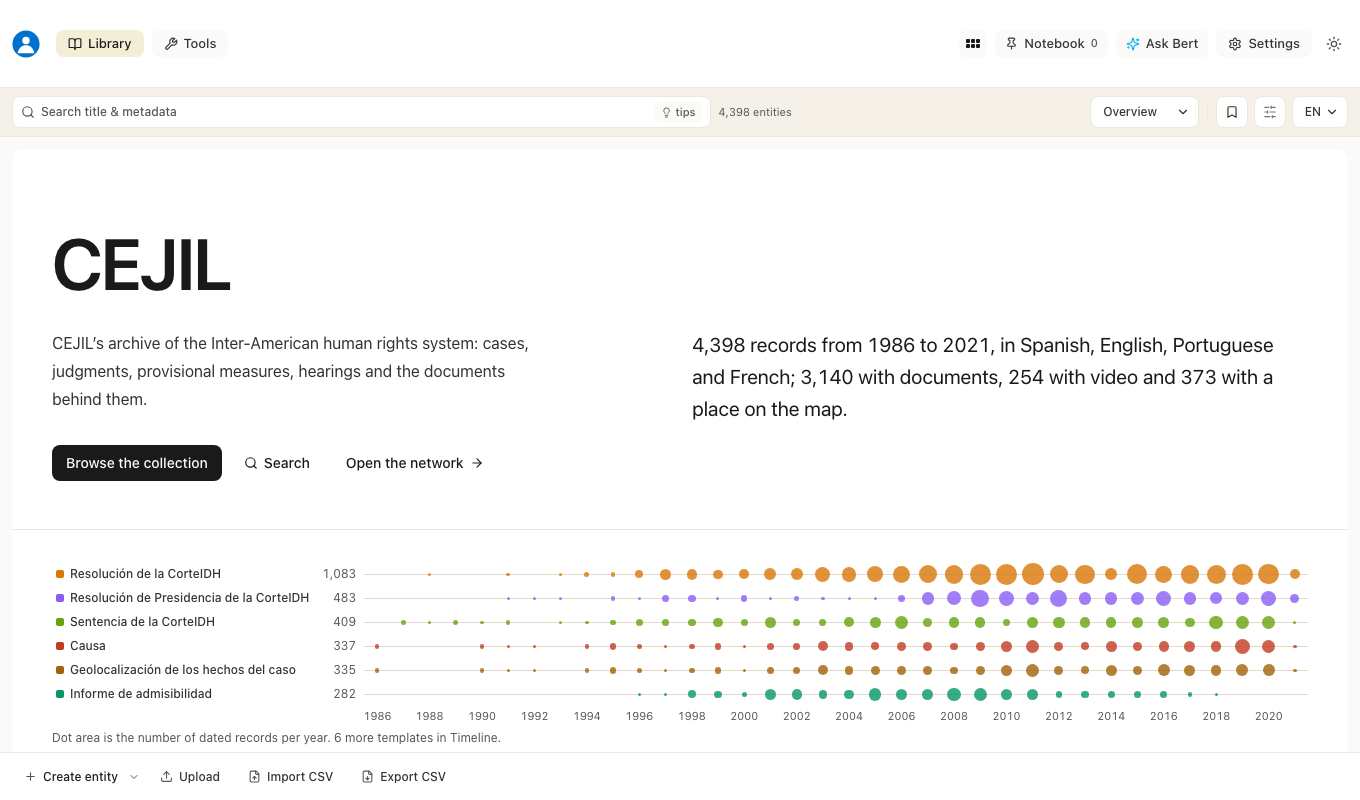 Library
Tools
Notebook 0
Ask Bert
Settings
Search title & metadata
tips
4,398 entities
Overview
EN
CEJIL
CEJIL's archive of the Inter-American human rights system: cases,
judgments, provisional measures, hearings and the documents
behind them.
4,398 records from 1986 to 2021, in Spanish, English, Portuguese
and French; 3,140 with documents, 254 with video and 373 with a
place on the map.
Browse the collection
Search
Open the network →
Resolución de la CorteIDH 1,083
Resolución de Presidencia de la CorteIDH 483
Sentencia de la CorteIDH 409
Causa 337
Geolocalización de los hechos del caso 335
Informe de admisibilidad 282
1986 1988 1990 1992 1994 1996 1998 2000 2002 2004 2006 2008 2010 2012 2014 2016 2018 2020
Dot area is the number of dated records per year. 6 more templates in Timeline.
Create entity
Upload
Import CSV
Export CSV